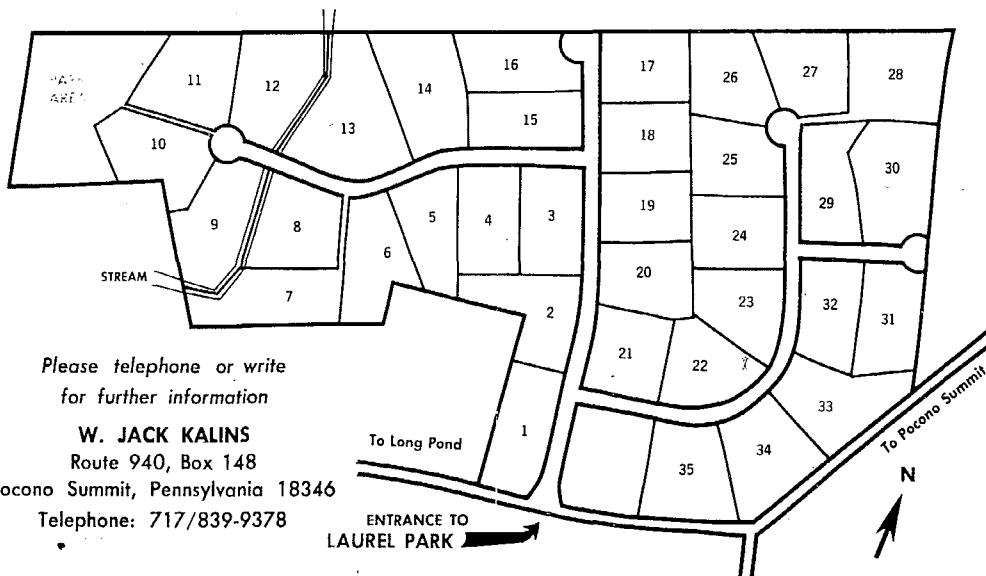 PARK
AREA
11
12
13
14
16
15
17
18
19
20
26
27
28
25
24
23
30
29
32
31
10
9
8
7
6
5
4
3
2
1
21
22
33
34
35
STREAM
Please telephone or write
for further information
W. JACK KALINS
Route 940, Box 148
ocono Summit, Pennsylvania 18346
Telephone: 717/839-9378
To Long Pond
ENTRANCE TO
LAUREL PARK
To Pocono Summit
N